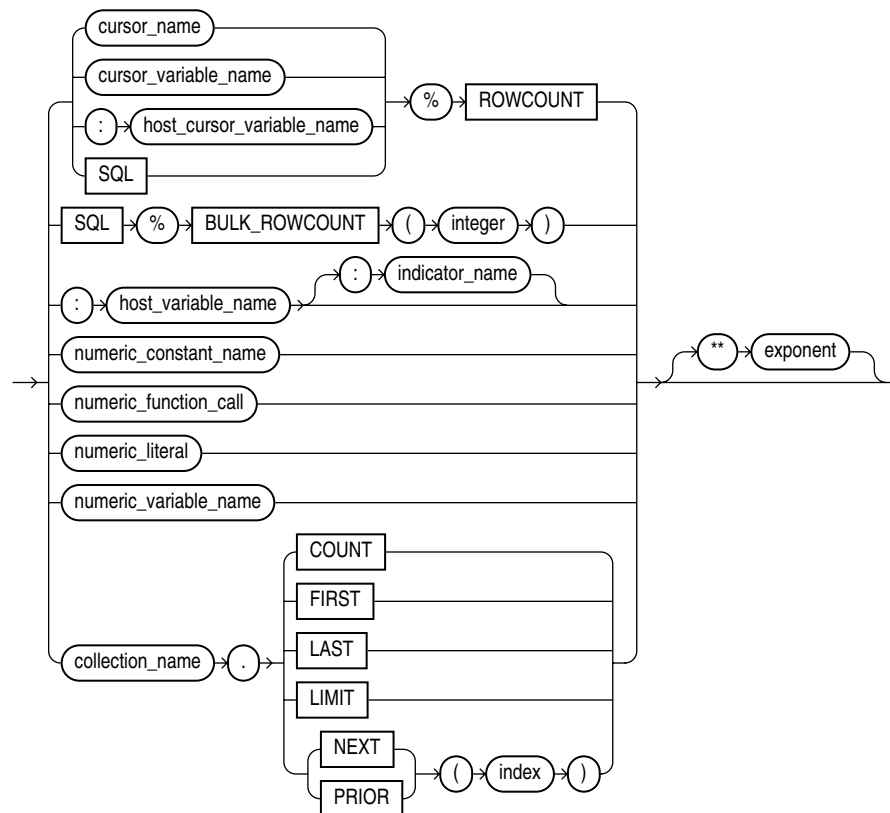 cursor_name
cursor_variable_name
% ROWCOUNT
: host_cursor_variable_name
SQL
SQL % BULK_ROWCOUNT ( integer )
: indicator_name
: host_variable_name
numeric_constant_name
** exponent
numeric_function_call
numeric_literal
numeric_variable_name
COUNT
FIRST
collection_name . LAST
LIMIT
NEXT
( index )
PRIOR